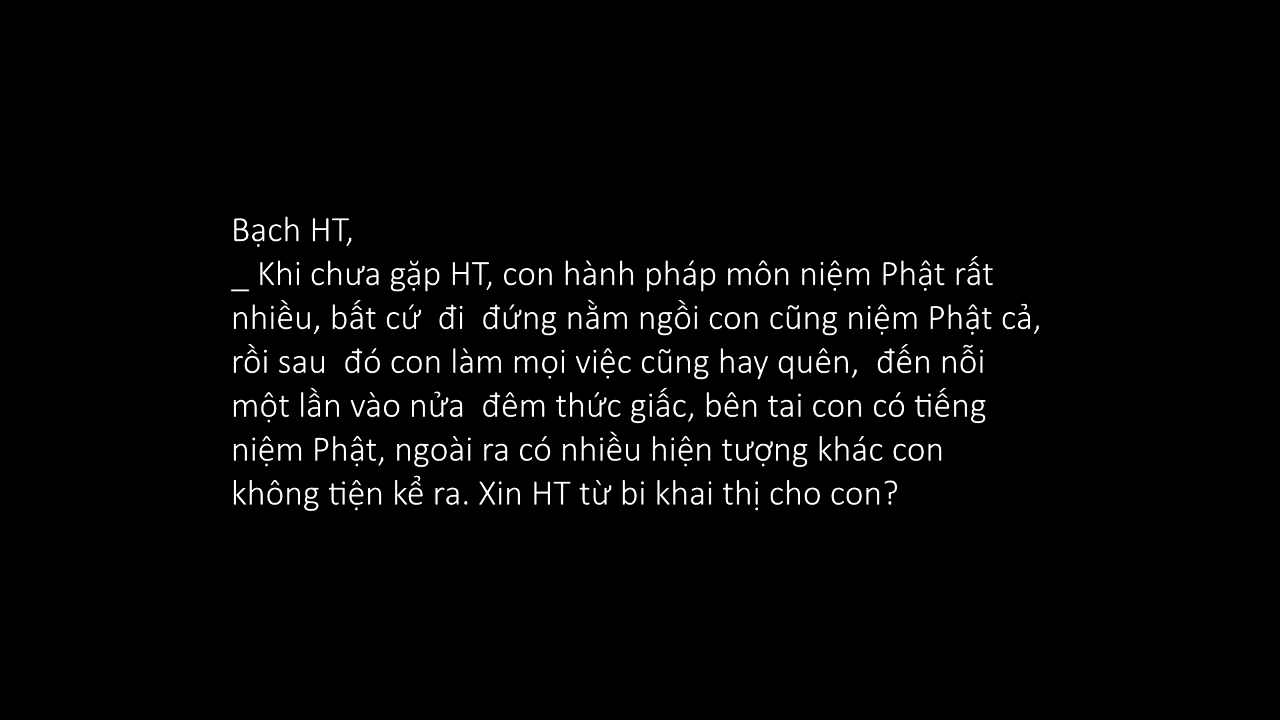 Bạch HT,
_ Khi chưa gặp HT, con hành pháp môn niệm Phật rất
nhiều, bất cứ  đi  đứng nằm ngồi con cũng niệm Phật cả,
rồi sau  đó con làm mọi việc cũng hay quên,  đến nỗi
một lần vào nửa  đêm thức giấc, bên tai con có tiếng
niệm Phật, ngoài ra có nhiều hiện tượng khác con
không tiện kể ra. Xin HT từ bi khai thị cho con?